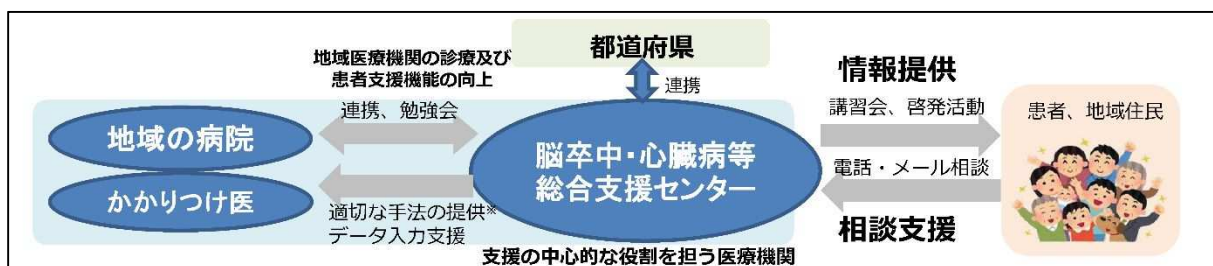 都道府県
連携
地域医療機関の診療及び
患者支援機能の向上
連携、勉強会
地域の病院
かかりつけ医
適切な手法の提供※
データ入力支援
脳卒中・心臓病等
総合支援センター
支援の中心的な役割を担う医療機関
情報提供
講習会、啓発活動
電話・メール相談
相談支援
患者、地域住民